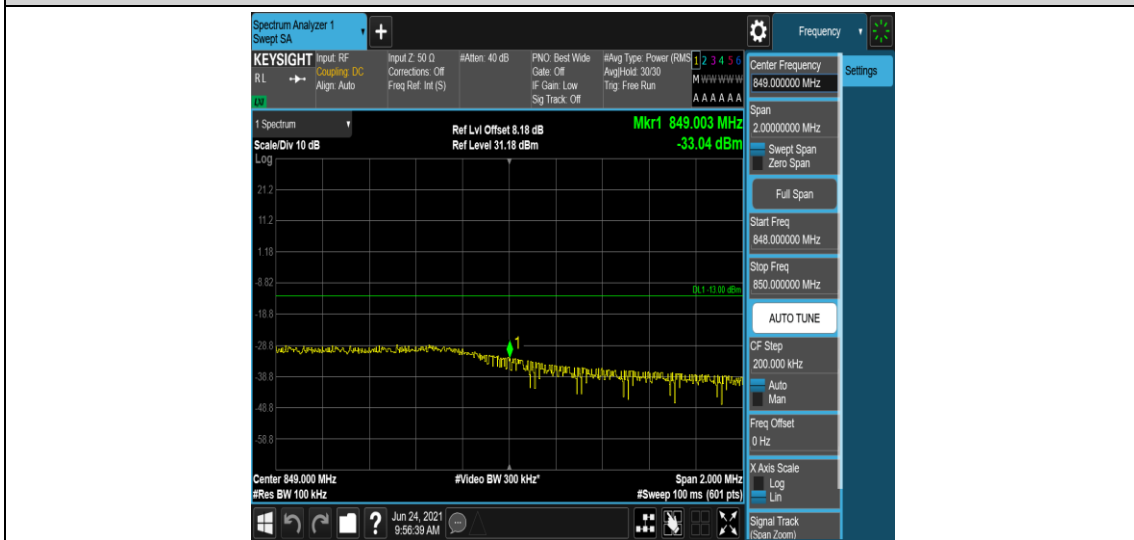 Spectrum Analyzer 1
Swept SA
+
Frequency
KEYSIGHT
RL
LXI
Input: RF
Coupling: DC
Align: Auto
Input Z: 50 Ω
Corrections: Off
Freq Ref: Int (S)
#Atten: 40 dB
PNO: Best Wide
Gate: Off
IF Gain: Low
Sig Track: Off
#Avg Type: Power (RMS
Avg|Hold: 30/30
Trig: Free Run
1 2 3 4 5 6
M W W W W W
A A A A A A
1 Spectrum
Scale/Div 10 dB
Log
Ref Lvl Offset 8.18 dB
Ref Level 31.18 dBm
Mkr1 849.003 MHz
-33.04 dBm
21.2
11.2
1.18
-8.82
DL1 -13.00 dBm
-18.8
-28.8
1
-38.8
-48.8
-58.8
Center 849.000 MHz
#Video BW 300 kHz*
Span 2.000 MHz
#Res BW 100 kHz
#Sweep 100 ms (601 pts)
?
Jun 24, 2021
9:56:39 AM
Center Frequency
849.000000 MHz
Settings
Span
2.00000000 MHz
Swept Span
Zero Span
Full Span
Start Freq
848.000000 MHz
Stop Freq
850.000000 MHz
AUTO TUNE
CF Step
200.000 kHz
Auto
Man
Freq Offset
0 Hz
X Axis Scale
Log
Lin
Signal Track
(Span Zoom)